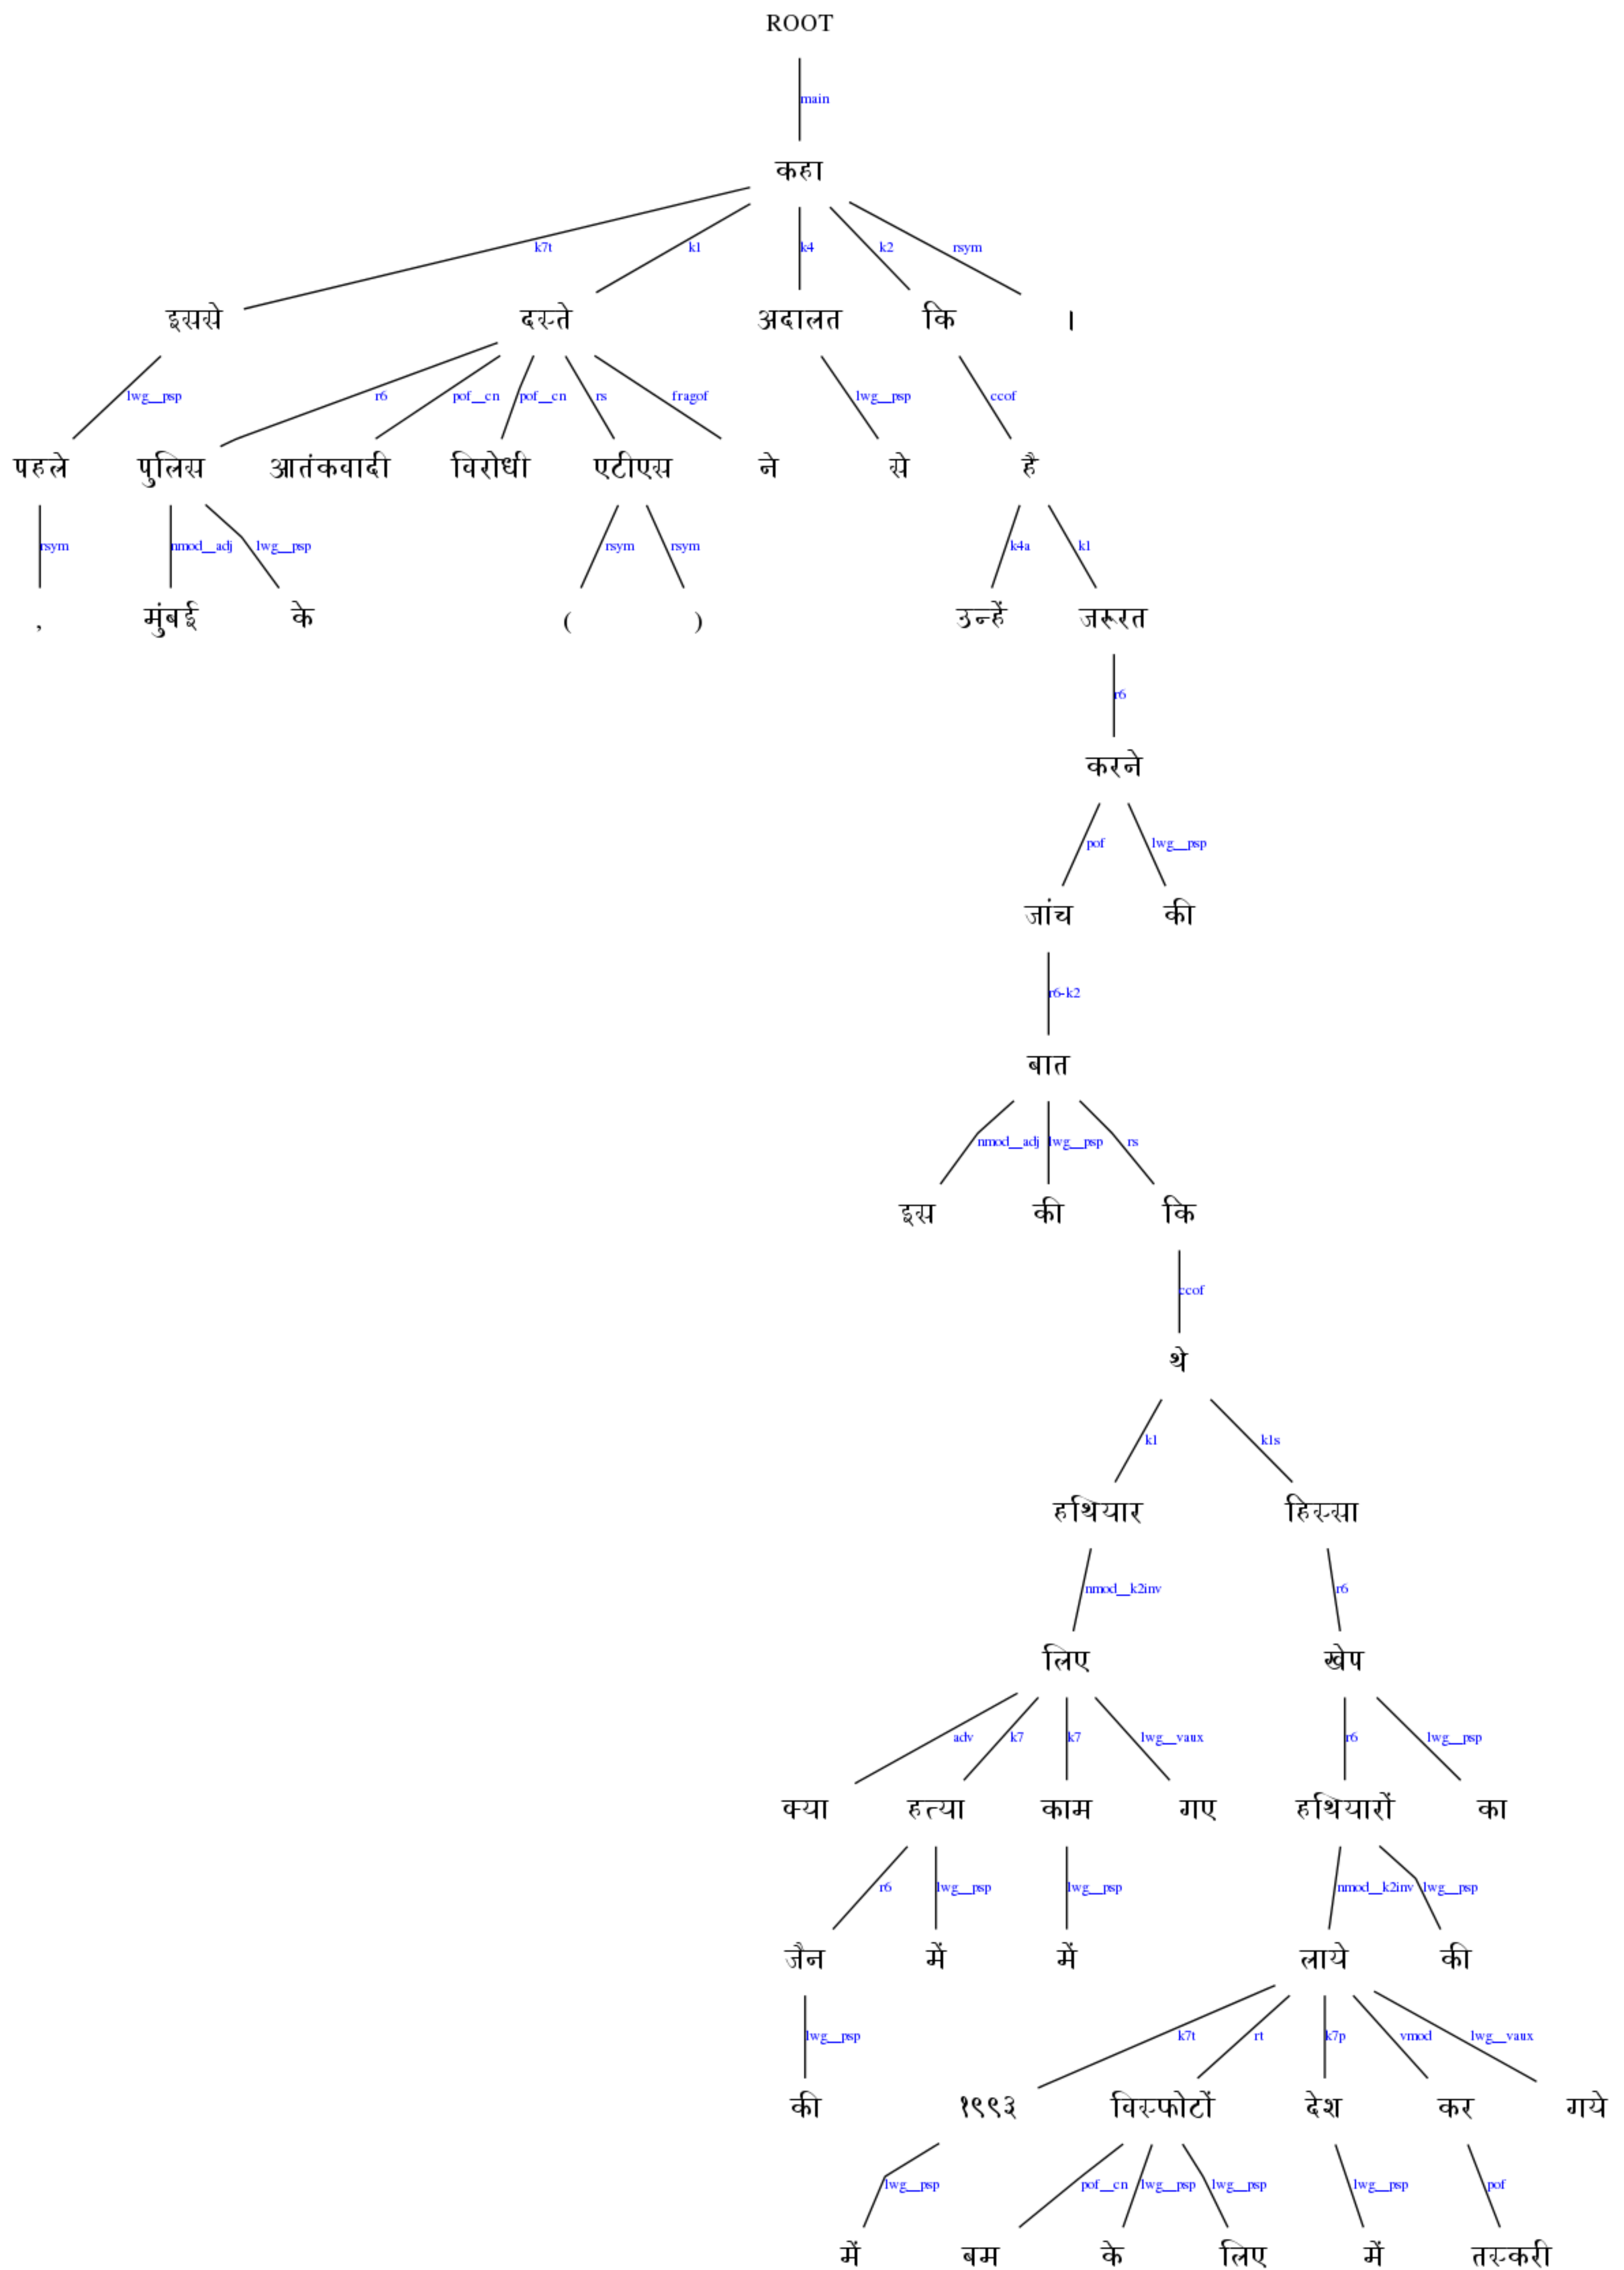 ROOT
main
कहा
k7t k1 k4 k2 rsym
इससे दस्ते अदालत कि ।
lwg__psp r6 pof__cn pof__cn rs fragof lwg__psp ccof
पहले पुलिस आतंकवादी विरोधी एटीएस ने से है
rsym nmod__adj lwg__psp rsym rsym k4a k1
, मुंबई के ( ) उन्हें जरूरत
r6
करने
pof lwg__psp
जांच की
r6-k2
बात
nmod__adj lwg__psp rs
इस की कि
ccof
थे
k1 k1s
हथियार हिस्सा
nmod__k2inv r6
लिए खेप
adv k7 k7 lwg__vaux r6 lwg__psp
क्या हत्या काम गए हथियारों का
r6 lwg__psp lwg__psp nmod__k2inv lwg__psp
जैन में में लाये की
lwg__psp k7t rt k7p vmod lwg__vaux
की १९९३ विस्फोटों देश कर गये
lwg__psp pof__cn lwg__psp lwg__psp lwg__psp pof
में बम के लिए में तस्करी